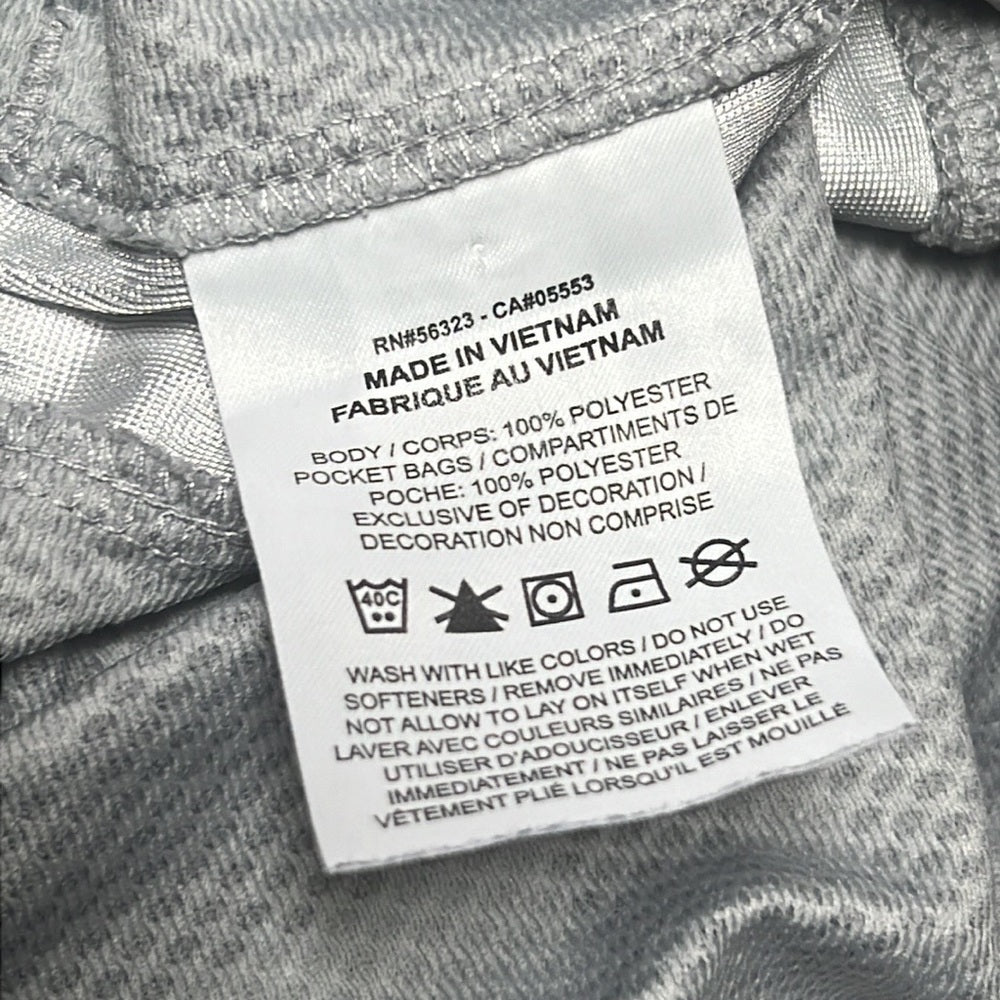 RN#56323 - CA#05553
MADE IN VIETNAM
FABRIQUE AU VIETNAM
BODY / CORPS: 100% POLYESTER
POCKET BAGS / COMPARTIMENTS DE
POCHE: 100% POLYESTER
EXCLUSIVE OF DECORATION /
DECORATION NON COMPRISE
40C
WASH WITH LIKE COLORS / DO NOT USE
SOFTENERS / REMOVE IMMEDIATELY / DO
NOT ALLOW TO LAY ON ITSELF WHEN WET
LAVER AVEC COULEURS SIMILAIRES / NE PAS
UTILISER D'ADOUCISSEUR / ENLEVER
IMMEDIATEMENT / NE PAS LAISSER LE
VÊTEMENT PLIÉ LORSQU'IL EST MOUILLÉ